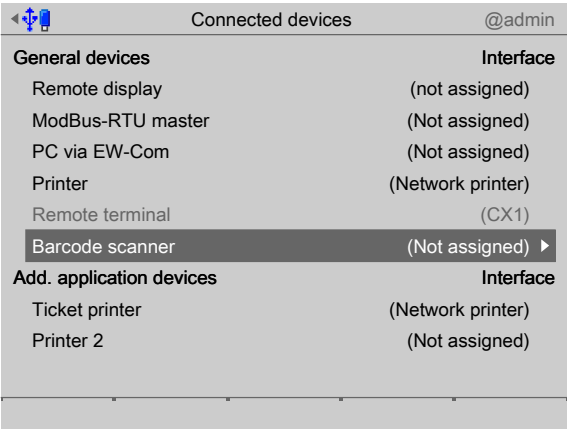 Connected devices @admin
General devices Interface
Remote display (not assigned)
ModBus-RTU master (Not assigned)
PC via EW-Com (Not assigned)
Printer (Network printer)
Remote terminal (CX1)
Barcode scanner (Not assigned)
Add. application devices Interface
Ticket printer (Network printer)
Printer 2 (Not assigned)